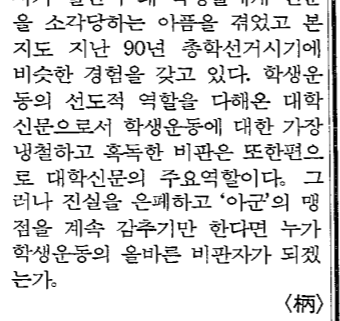 을 소각당하는 아픔을 겪었고 본
지도 지난 90년 총학선거시기에
비슷한 경험을 갖고 있다. 학생운
동의 선도적 역할을 다해온 대학
신문으로서 학생운동에 대한 가장
냉철하고 혹독한 비판은 또한편으
로 대학신문의 주요역할이다. 그
러나 진실을 은폐하고 ‘아군’의 맹
점을 계속 감추기만 한다면 누가
학생운동의 올바른 비판자가 되겠
는가.
〈柄〉